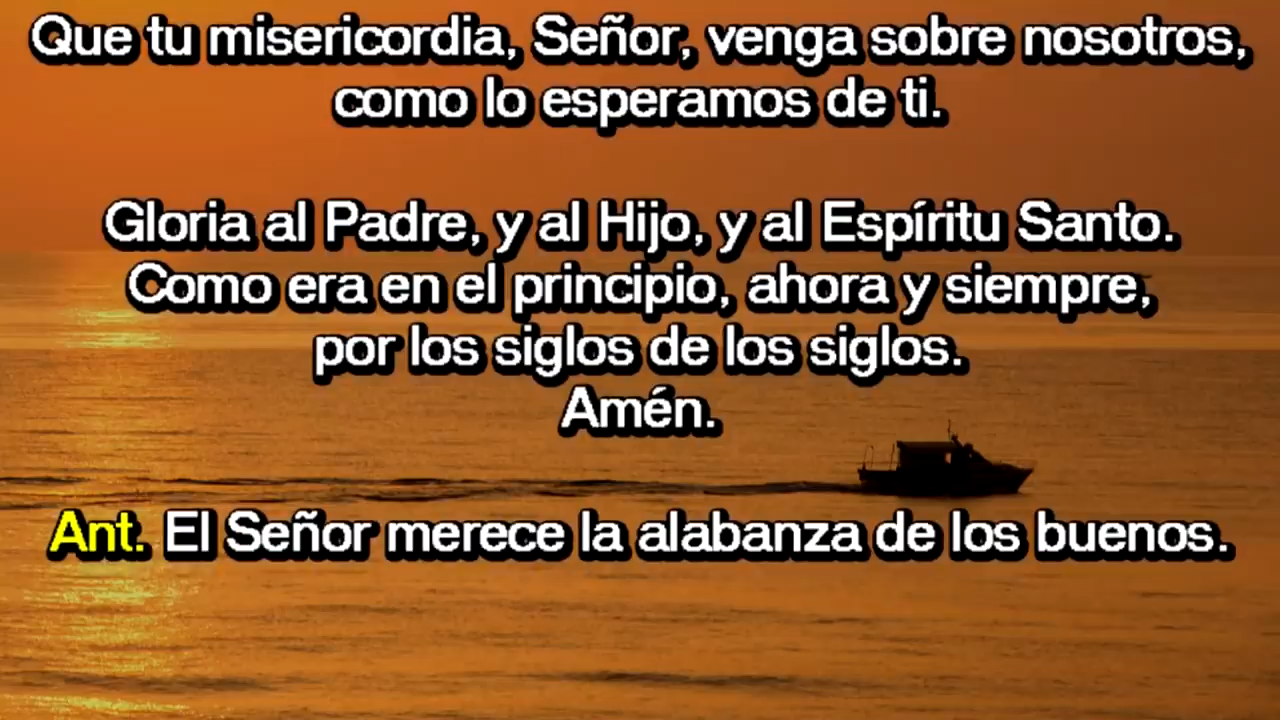 Que tu misericordia, Señor, venga sobre nosotros,
como lo esperamos de ti.
Gloria al Padre, y al Hijo, y al Espíritu Santo.
Como era en el principio, ahora y siempre,
por los siglos de los siglos.
Amén.
Ant. El Señor merece la alabanza de los buenos.